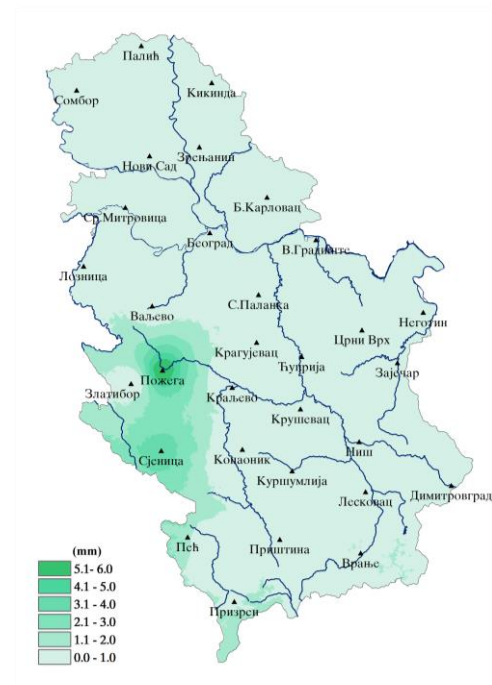 Палић
Сомбор
Кикинда
Зрењанин
Нови Сад
Б.Карловац
Ср.Митровица
Београд
В.Градиште
Лозница
С.Паланка
Ваљево
Неготин
Црни Врх
Крагујевац
Ћуприја
Зајечар
Пожега
Златибор
Краљево
Крушевац
Ниш
Сјеница
Копаоник
Куршумлија
Лесковац
Димитровград
Пећ
Приштина
Врање
Призрен
(mm)
5.1- 6.0
4.1 - 5.0
3.1 - 4.0
2.1 - 3.0
1.1 - 2.0
0.0 - 1.0